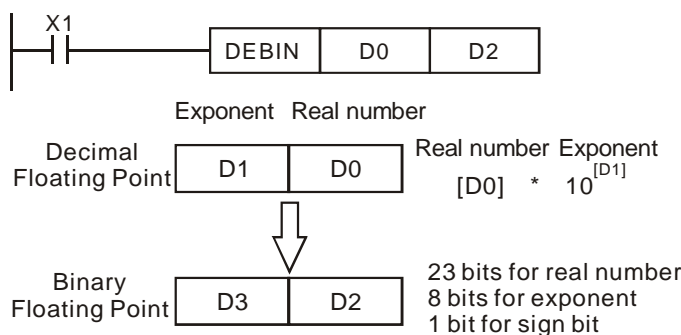 X1
DEBIN D0 D2
Exponent Real number
Decimal Floating Point
D1 D0
Real number Exponent
[D0] * 10[D1]
Binary Floating Point
D3 D2
23 bits for real number
8 bits for exponent
1 bit for sign bit